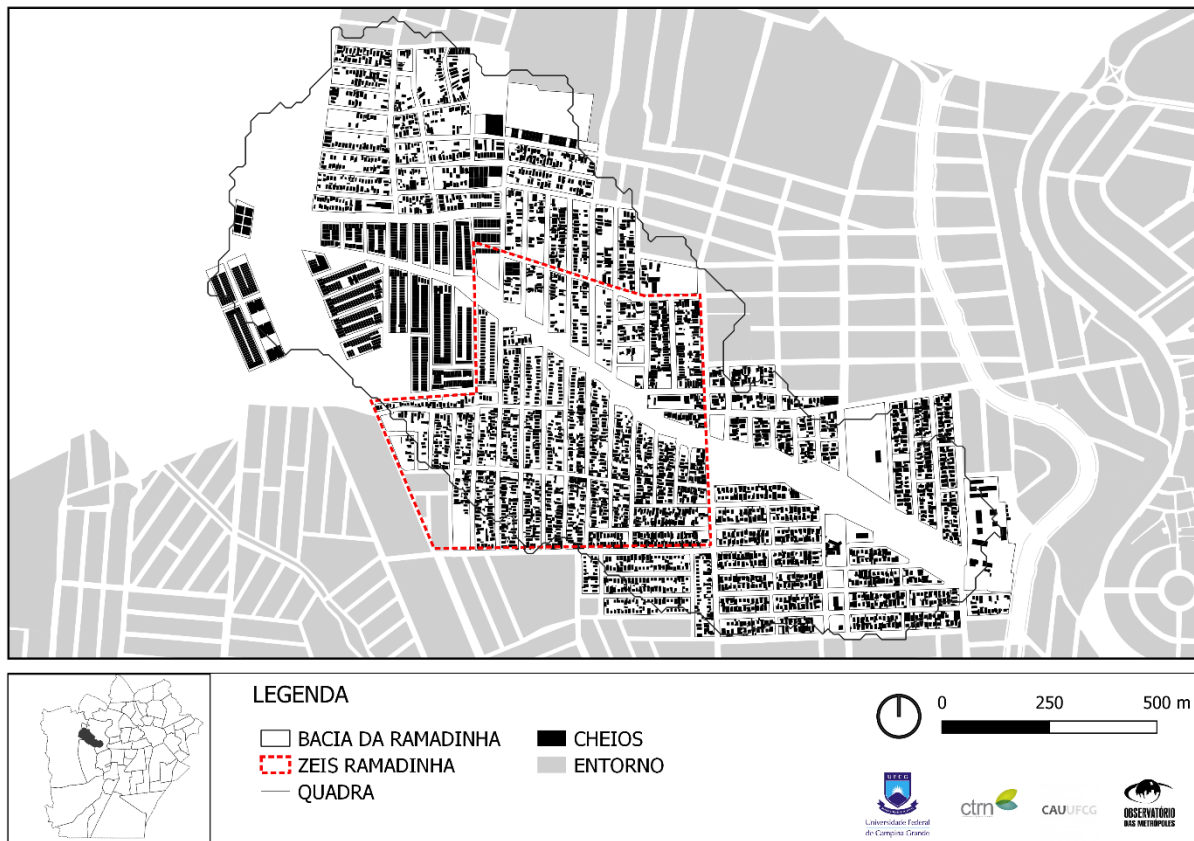 LEGENDA
BACIA DA RAMADINHA
ZEIS RAMADINHA
QUADRA
CHEIOS
ENTORNO
0 250 500 m
UFCG
Universidade Federal
de Campina Grande
ctrn
CAUUFCG
OBSERVATÓRIO
DAS METRÓPOLES